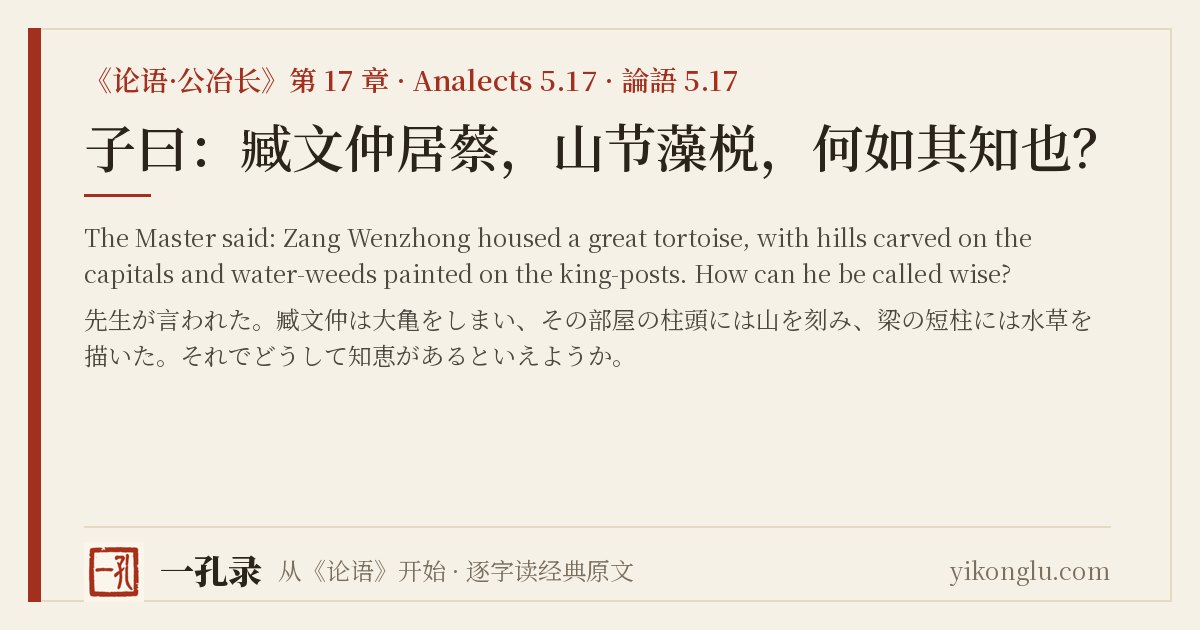 《论语·公冶长》第 17 章 · Analects 5.17 · 論語 5.17
子曰：臧文仲居蔡，山节藻棁，何如其知也？
The Master said: Zang Wenzhong housed a great tortoise, with hills carved on the
capitals and water-weeds painted on the king-posts. How can he be called wise?
先生が言われた。臧文仲は大亀をしまい、その部屋の柱頭には山を刻み、梁の短柱には水草を
描いた。それでどうして知恵があるといえようか。
一孔
一孔录 从《论语》开始 · 逐字读经典原文 yikonglu.com